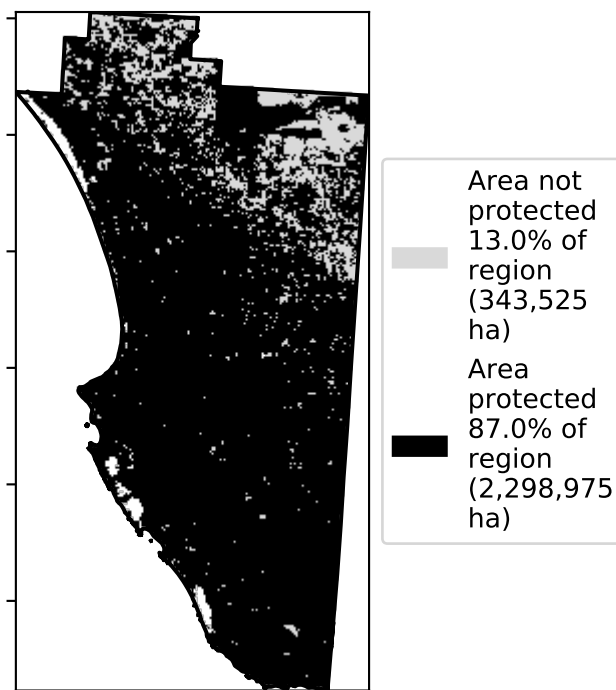 Area not
protected
13.0% of
region
(343,525
ha)
Area
protected
87.0% of
region
(2,298,975
ha)